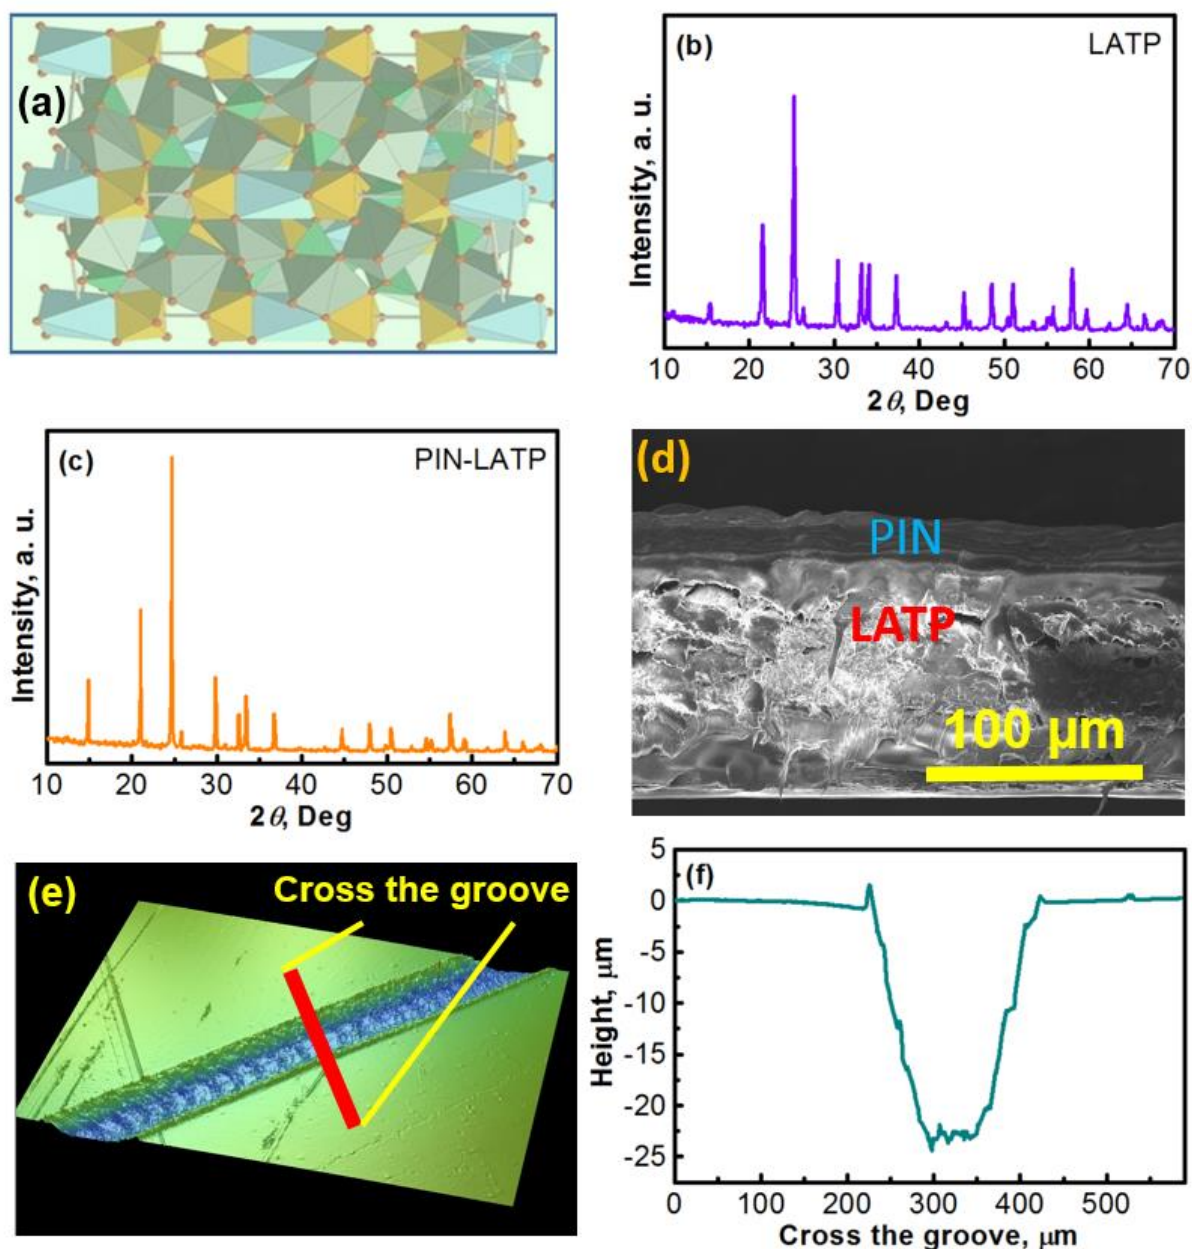 (a)
(b)
LATP
Intensity, a. u.
10 20 30 40 50 60 70
2θ, Deg
(c)
PIN-LATP
Intensity, a. u.
10 20 30 40 50 60 70
2θ, Deg
(d)
PIN
LATP
100 μm
(e)
Cross the groove
(f)
5
0
-5
-10
-15
-20
-25
Height, μm
0 100 200 300 400 500
Cross the groove, μm